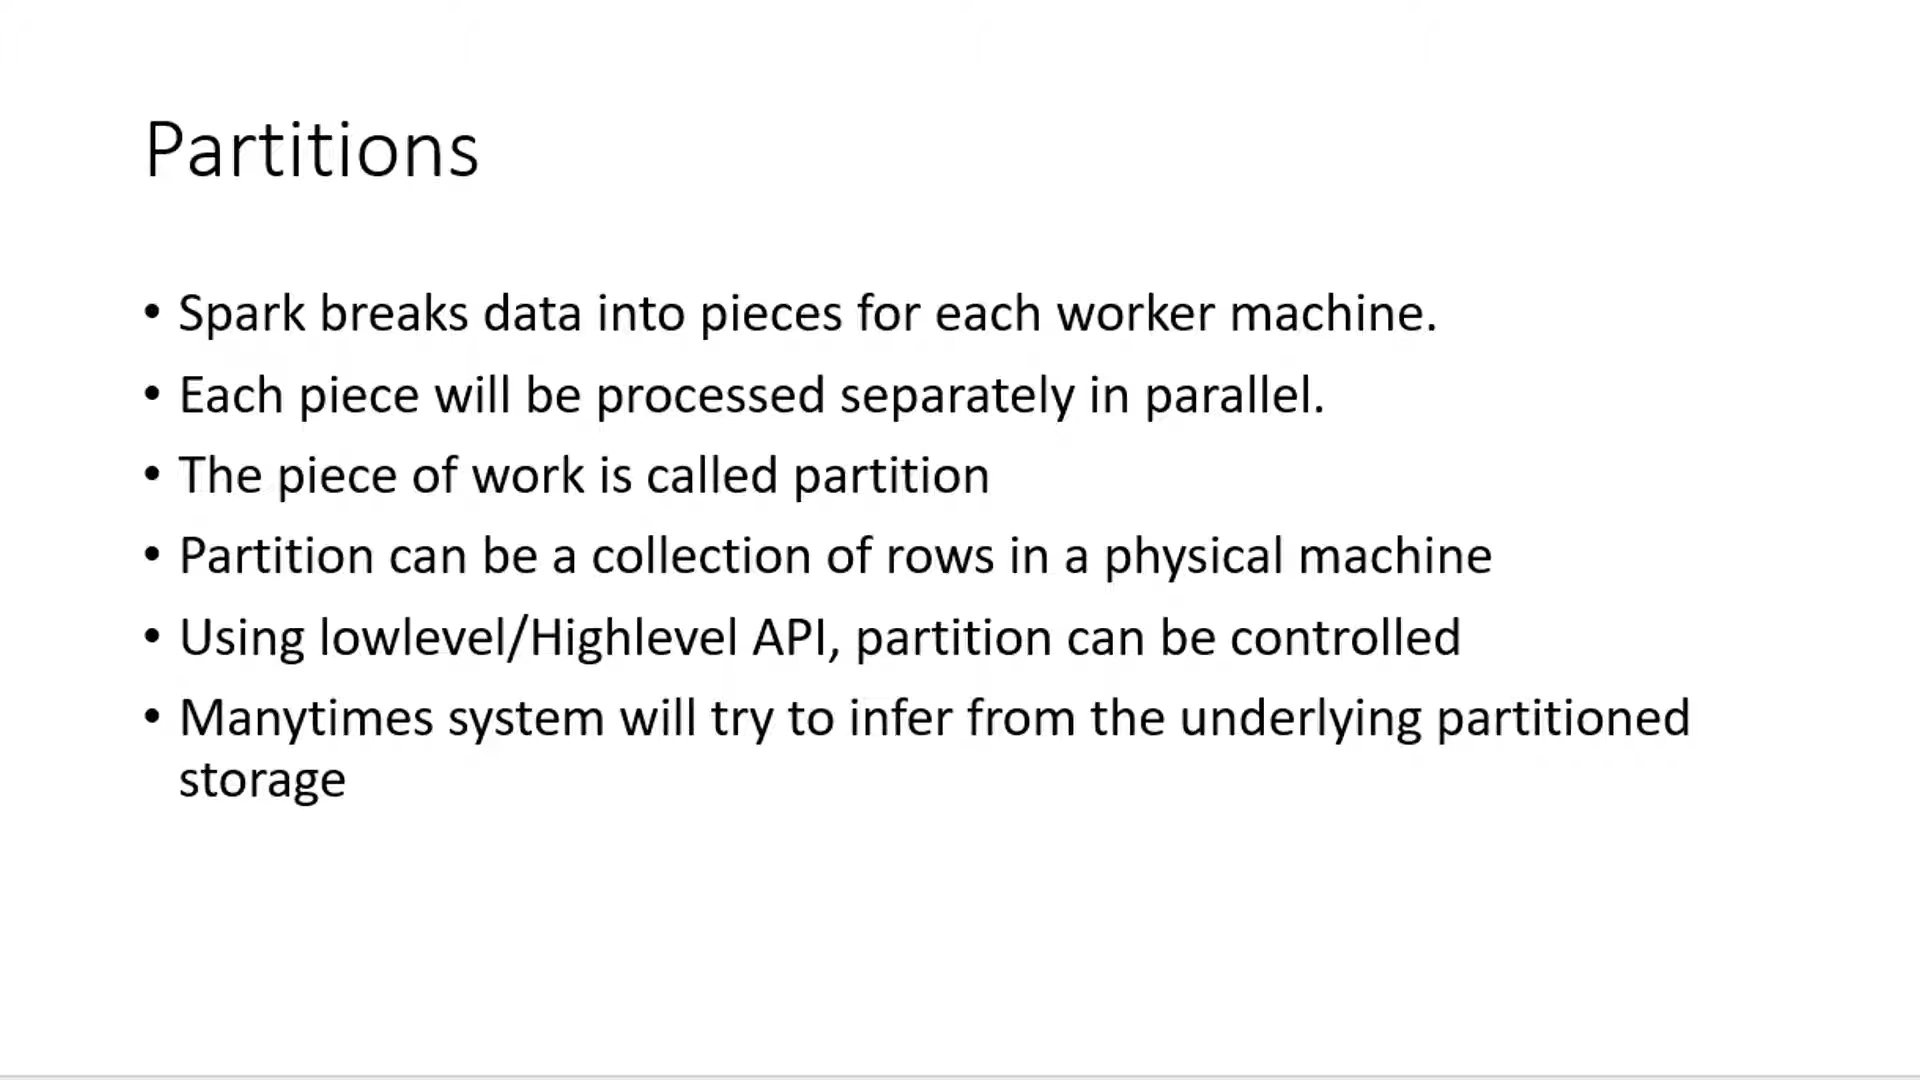 Partitions
• Spark breaks data into pieces for each worker machine.
• Each piece will be processed separately in parallel.
• The piece of work is called partition
• Partition can be a collection of rows in a physical machine
• Using lowlevel/Highlevel API, partition can be controlled
• Manytimes system will try to infer from the underlying partitioned
storage